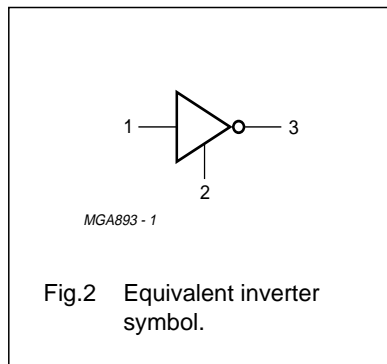 1
3
2
MGA893 - 1
Fig.2 Equivalent inverter
symbol.